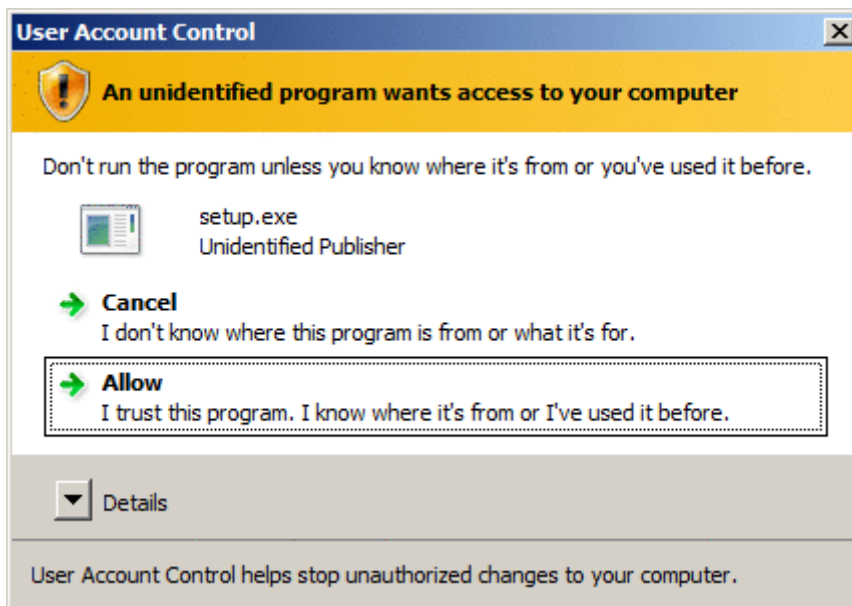 User Account Control
An unidentified program wants access to your computer
Don't run the program unless you know where it's from or you've used it before.
setup.exe
Unidentified Publisher
Cancel
I don't know where this program is from or what it's for.
Allow
I trust this program. I know where it's from or I've used it before.
Details
User Account Control helps stop unauthorized changes to your computer.